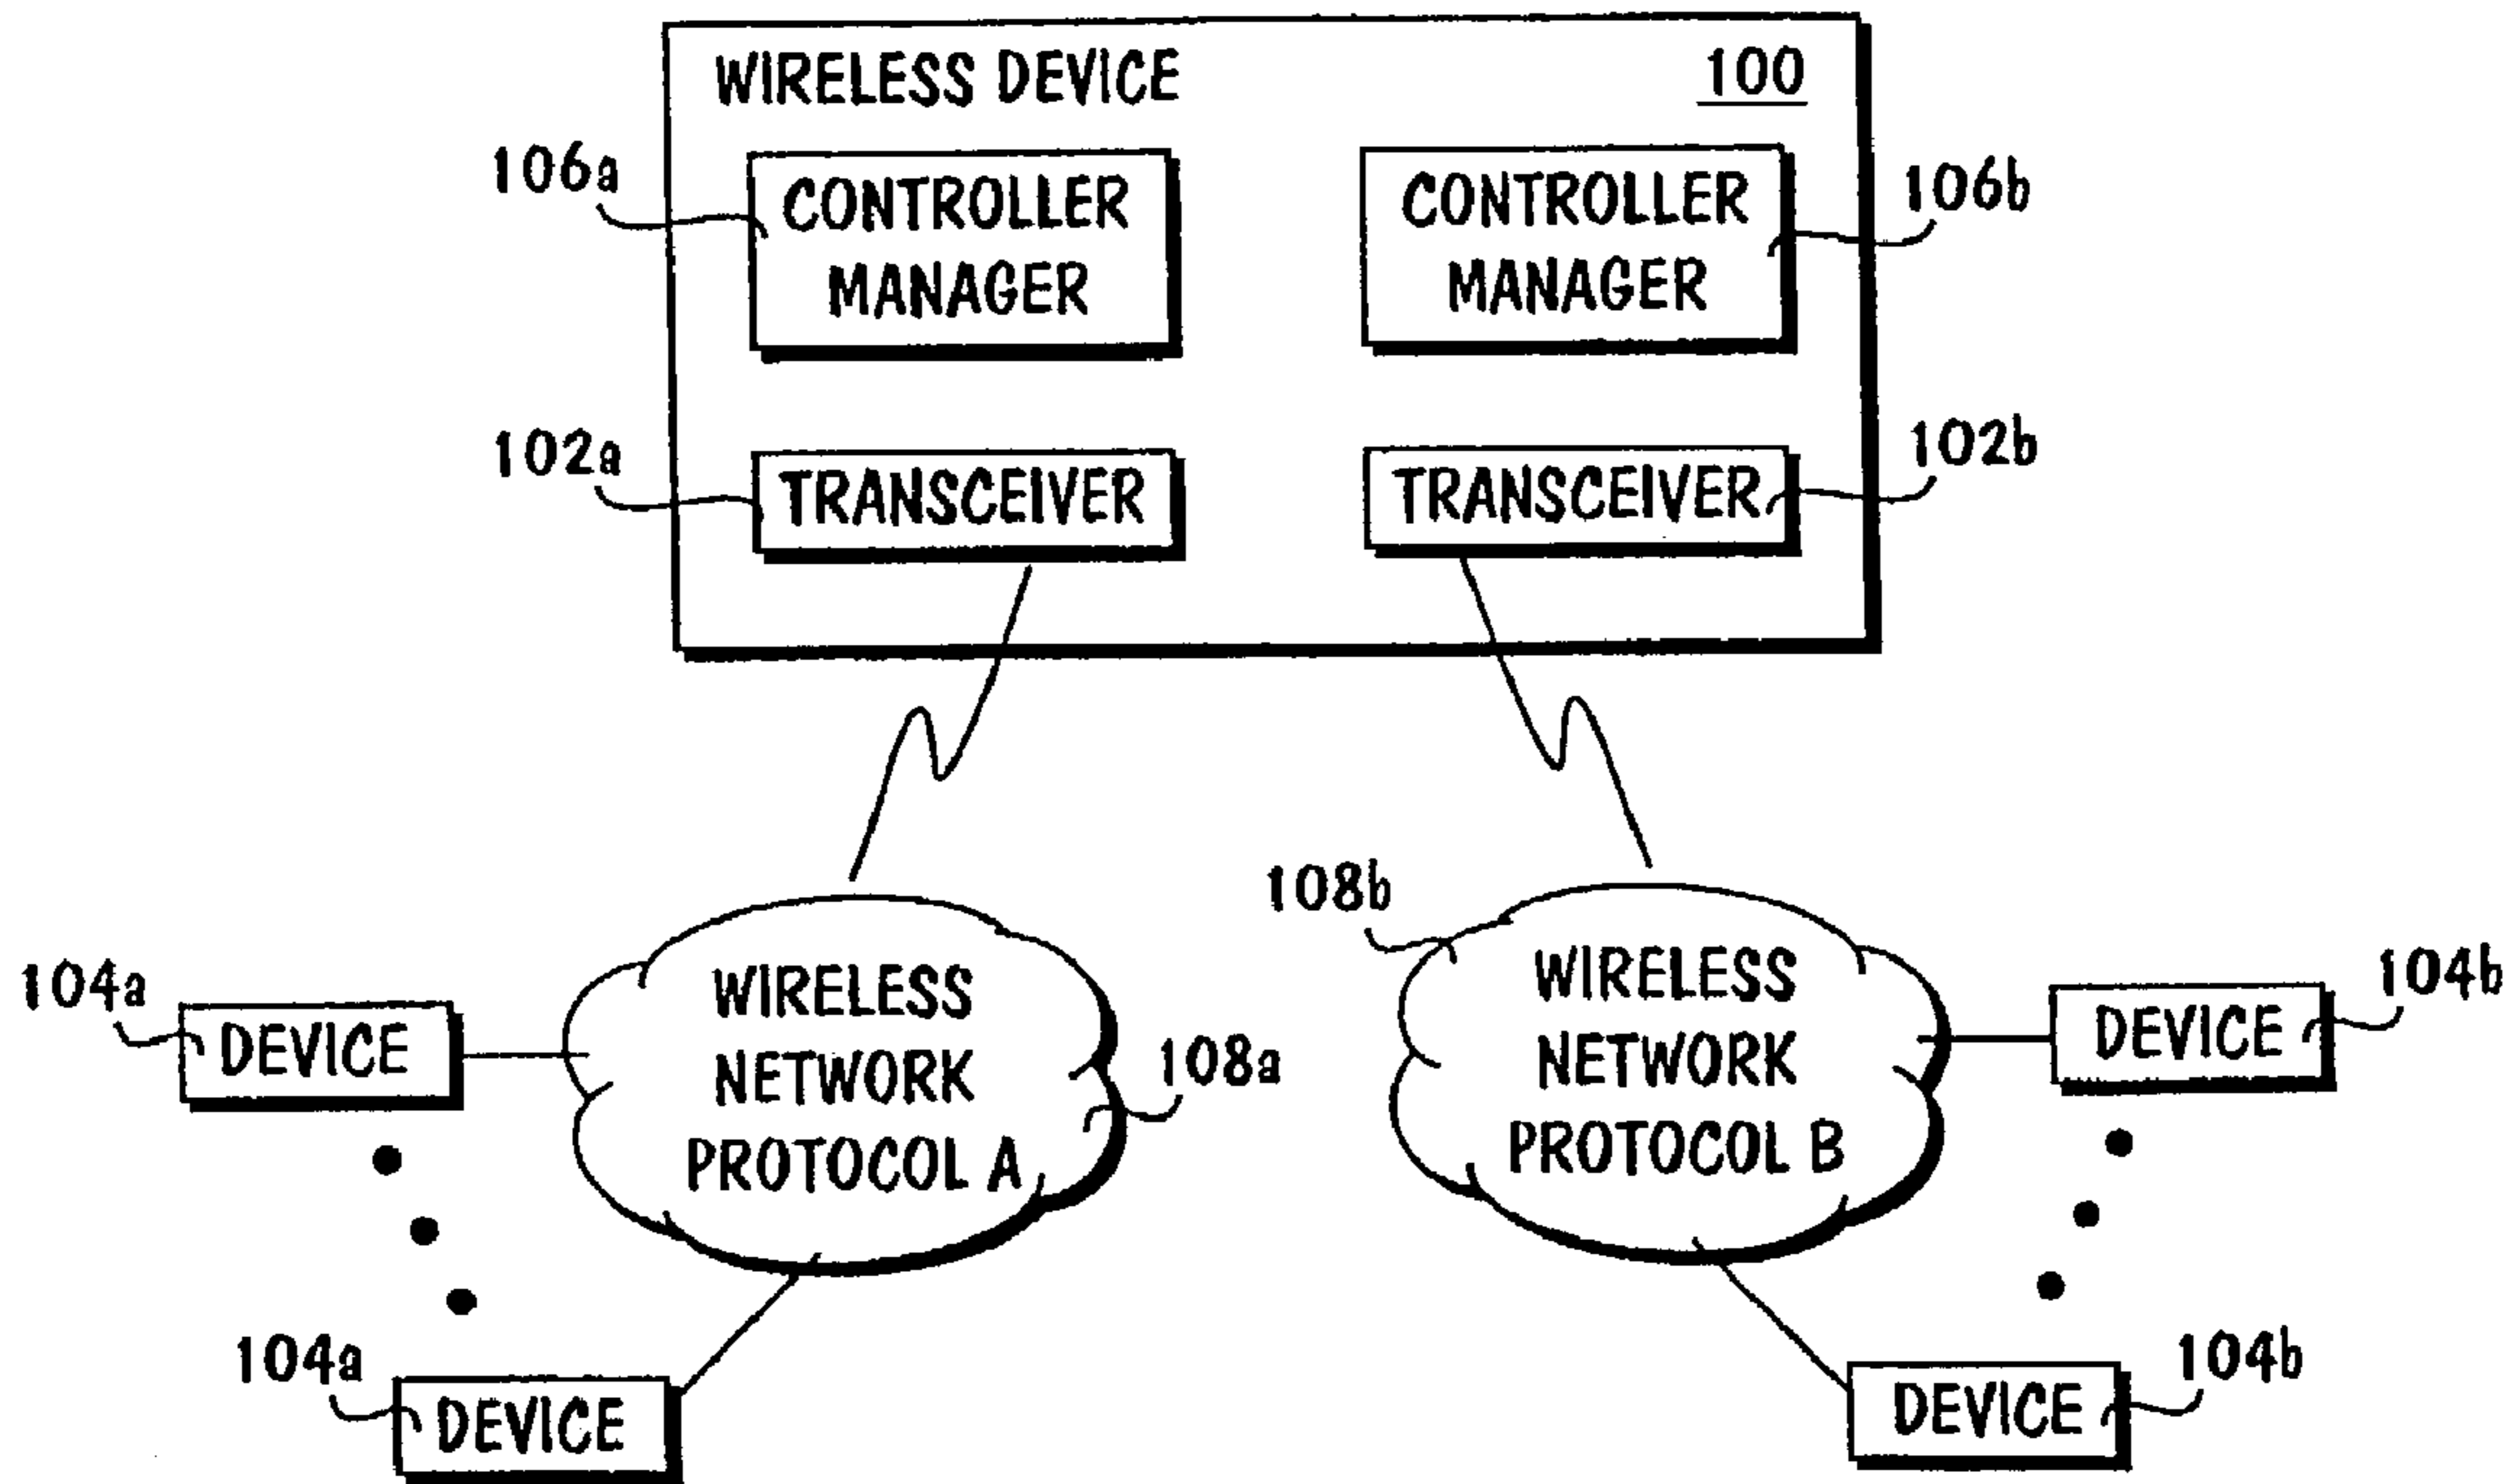 WIRELESS DEVICE
100
106a
CONTROLLER
MANAGER
CONTROLLER
MANAGER
106b
102a
TRANSCEIVER
TRANSCEIVER
102b
104a
DEVICE
WIRELESS
NETWORK
PROTOCOL A
108a
108b
WIRELESS
NETWORK
PROTOCOL B
104b
DEVICE
104a
DEVICE
104b
DEVICE